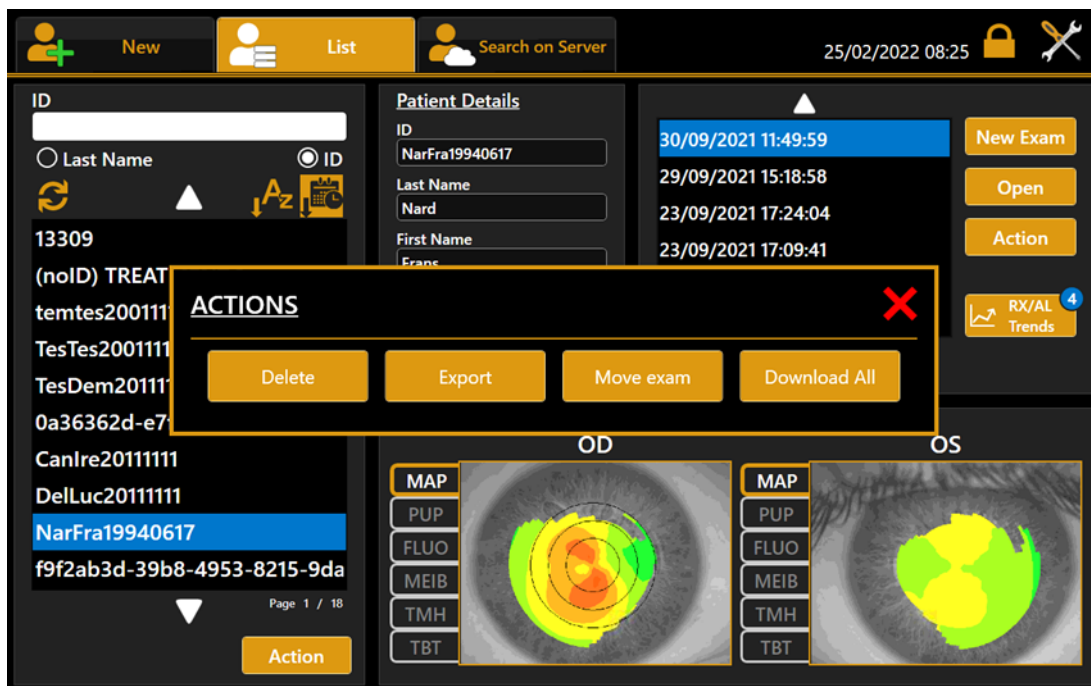 New
List
Search on Server
25/02/2022 08:25
ID
Last Name
ID
Az
13309
(noID) TREAT
temtes2001111
TesTes2001111
TesDem201111
0a36362d-e7
CanIre20111111
DelLuc20111111
NarFra19940617
f9f2ab3d-39b8-4953-8215-9da
Page 1 / 18
Action
Patient Details
ID
NarFra19940617
Last Name
Nard
First Name
Frans
30/09/2021 11:49:59
29/09/2021 15:18:58
23/09/2021 17:24:04
23/09/2021 17:09:41
New Exam
Open
Action
RX/AL
Trends
4
ACTIONS
Delete
Export
Move exam
Download All
OD
MAP
PUP
FLUO
MEIB
TMH
TBT
OS
MAP
PUP
FLUO
MEIB
TMH
TBT